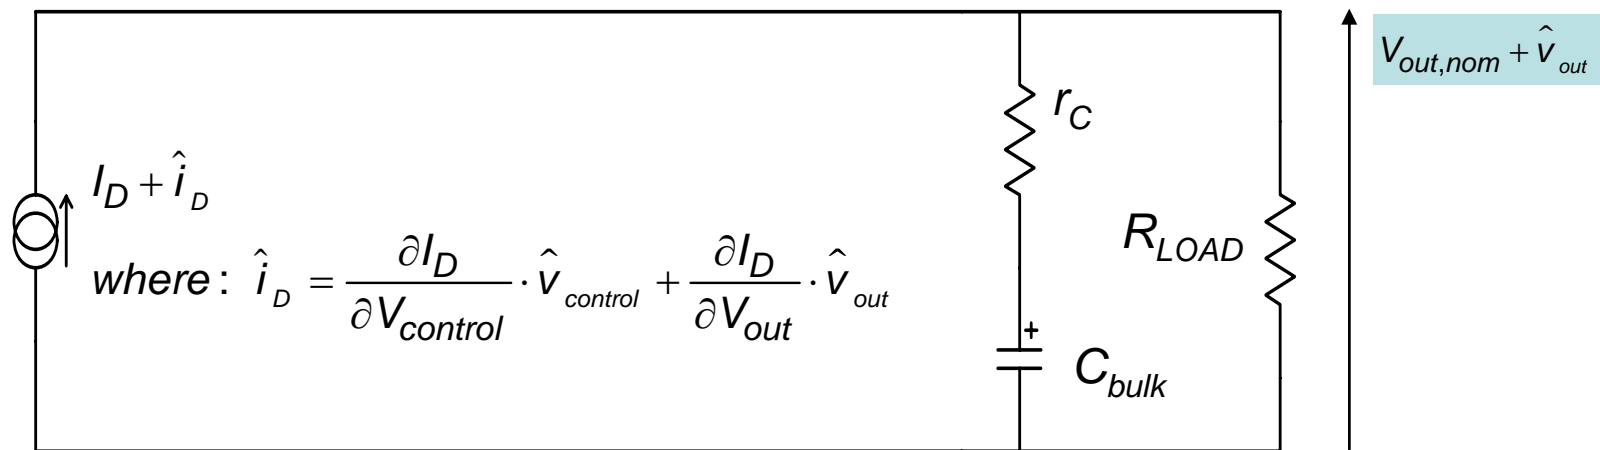 I_D + î_D
where : î_D = ∂I_D/∂V_control · v̂_control + ∂I_D/∂V_out · v̂_out
r_C
R_LOAD
+
C_bulk
V_out,nom + v̂_out